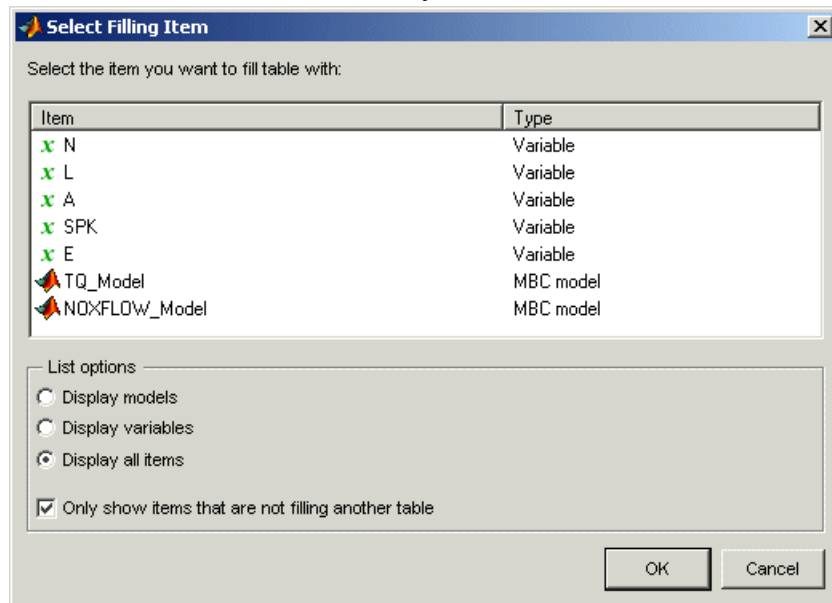 Select Filling Item
Select the item you want to fill table with:
Item Type
x N Variable
x L Variable
x A Variable
x SPK Variable
x E Variable
TQ_Model MBC model
NOXFLOW_Model MBC model
List options
Display models
Display variables
Display all items
Only show items that are not filling another table
OK Cancel